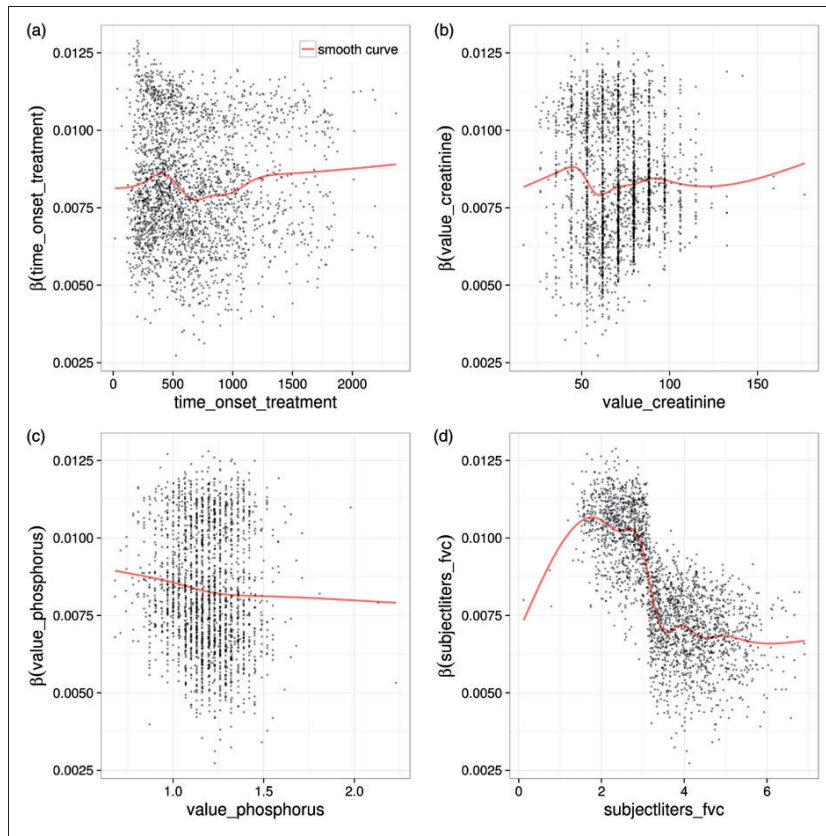 (a)
smooth curve
β(time_onset_treatment)
0.0125
0.0100
0.0075
0.0050
0.0025
0 500 1000 1500 2000
time_onset_treatment
(b)
β(value_creatinine)
0.0125
0.0100
0.0075
0.0050
0.0025
50 100 150
value_creatinine
(c)
β(value_phosphorus)
0.0125
0.0100
0.0075
0.0050
0.0025
1.0 1.5 2.0
value_phosphorus
(d)
β(subjectliters_fvc)
0.0125
0.0100
0.0075
0.0050
0.0025
0 2 4 6
subjectliters_fvc